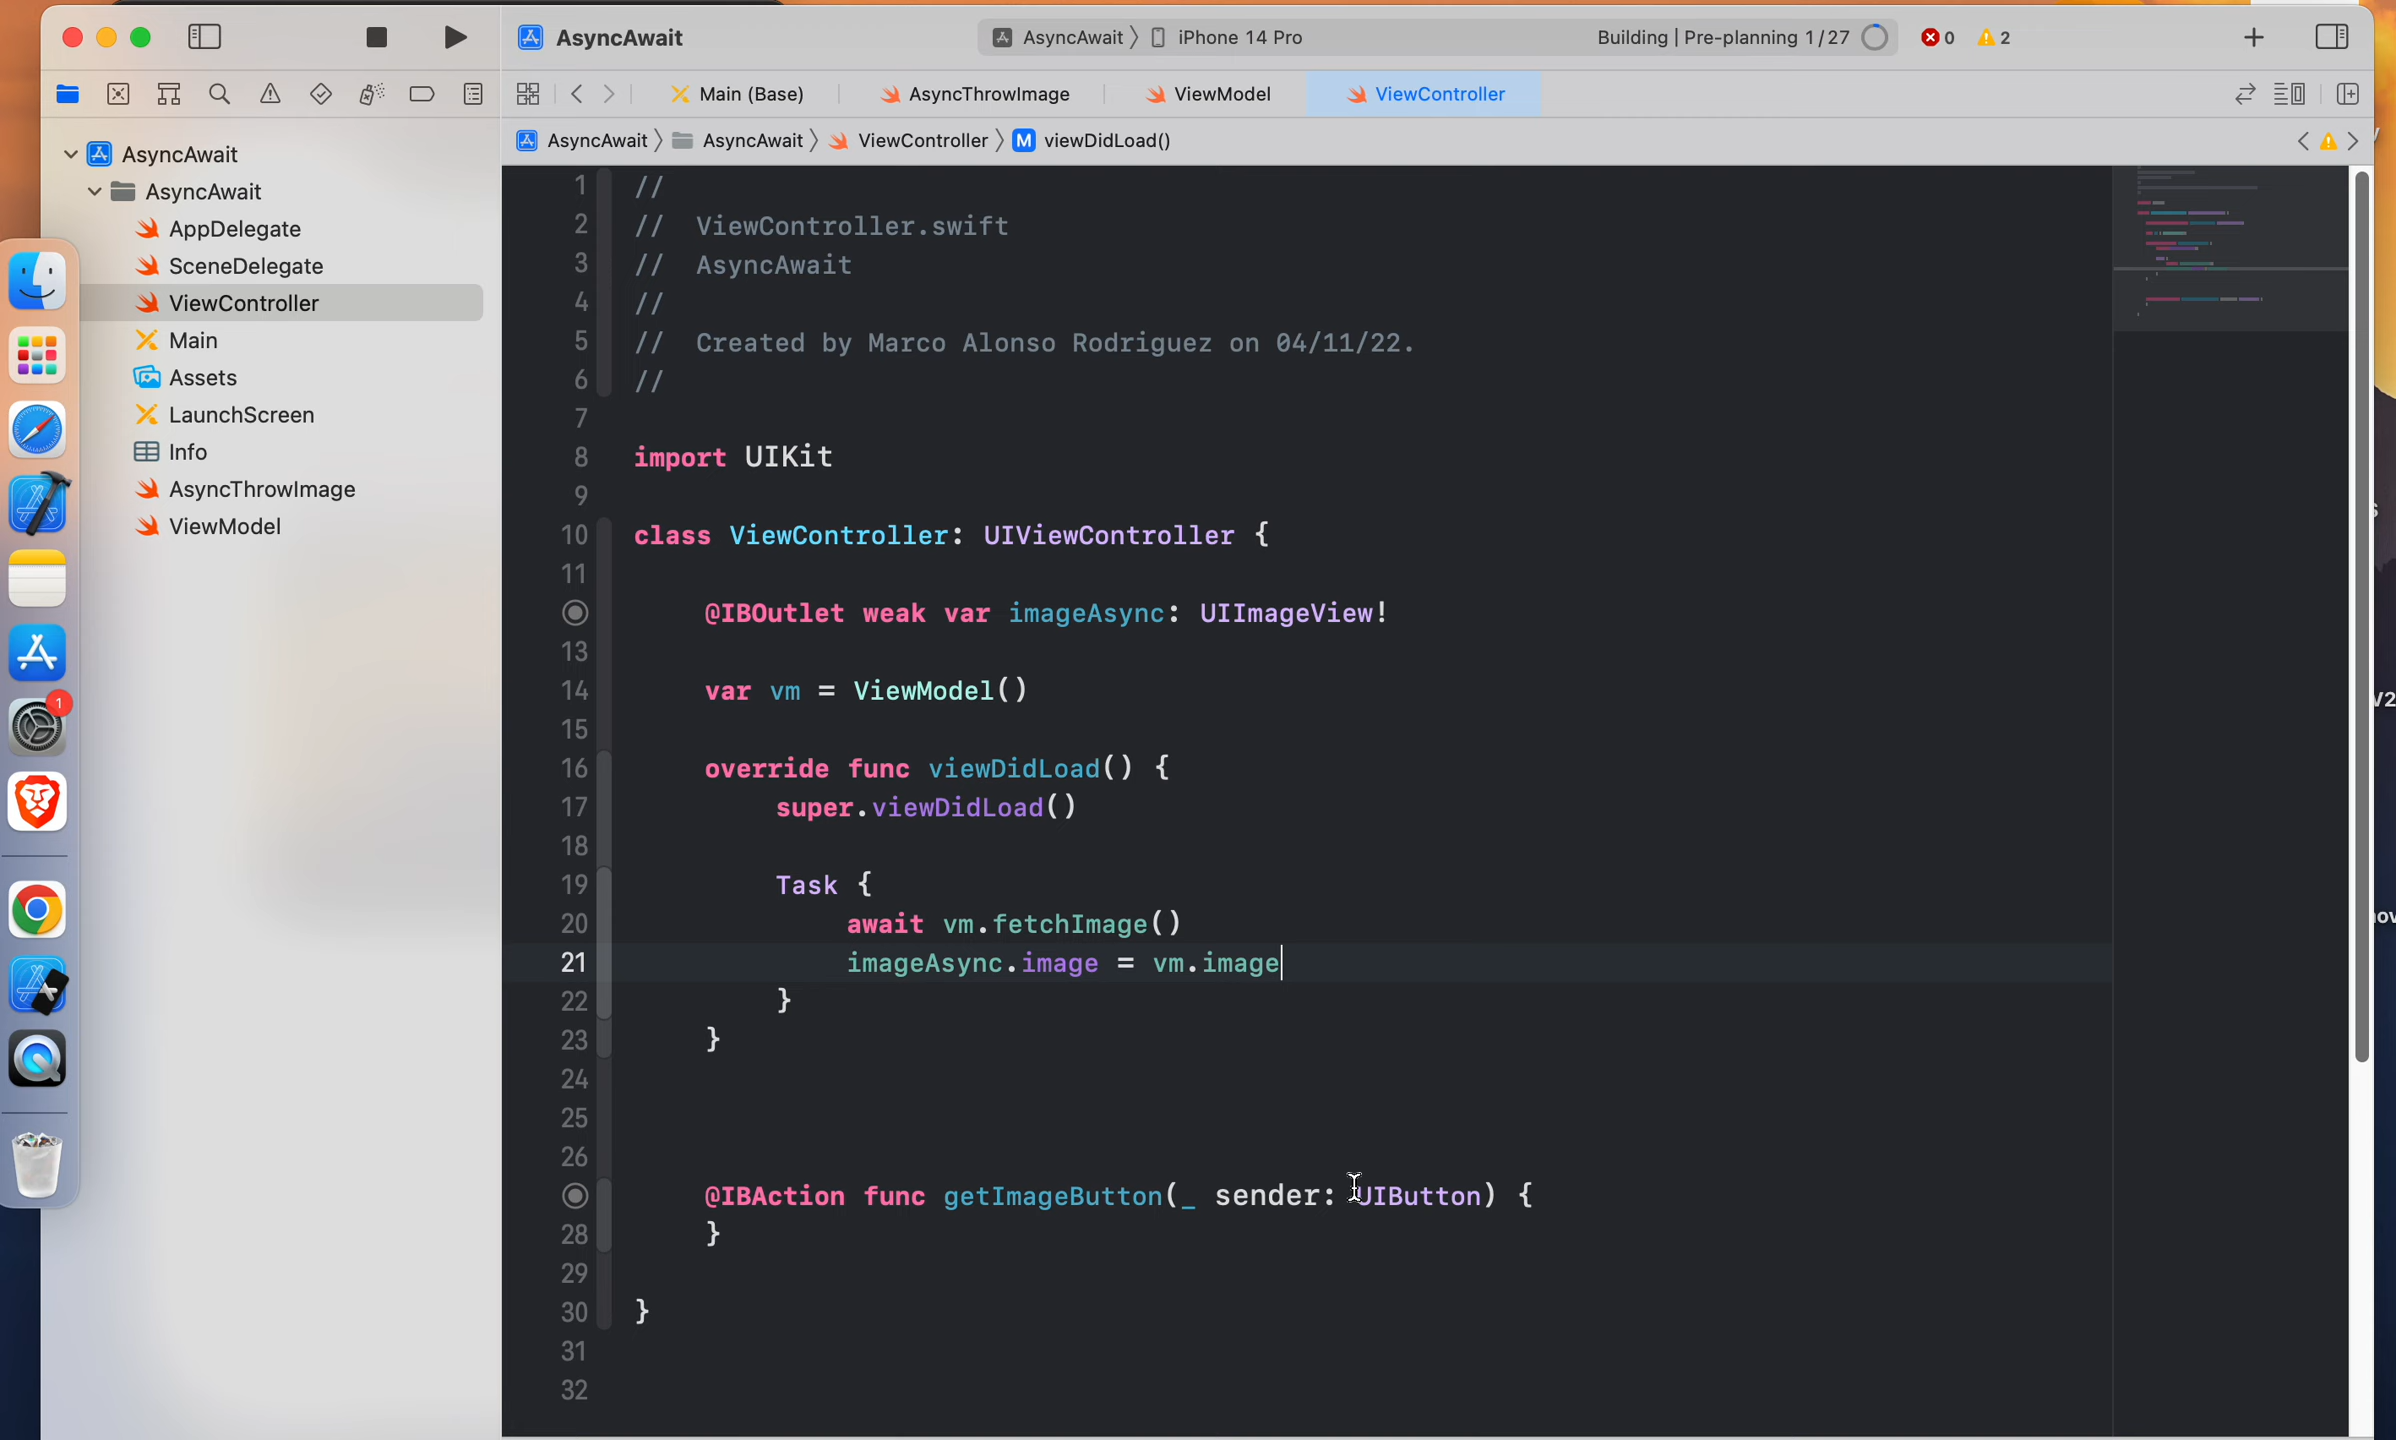 AsyncAwait
AsyncAwait
iPhone 14 Pro
Building | Pre-planning 1/27
0
2
Main (Base)
AsyncThrowImage
ViewModel
ViewController
AsyncAwait
AsyncAwait
ViewController
M
viewDidLoad()
AsyncAwait
AsyncAwait
AppDelegate
SceneDelegate
ViewController
Main
Assets
LaunchScreen
Info
AsyncThrowImage
ViewModel
1
1 //
2 //  ViewController.swift
3 //  AsyncAwait
4 //
5 //  Created by Marco Alonso Rodriguez on 04/11/22.
6 //
7
8 import UIKit
9
10 class ViewController: UIViewController {
11
@IBOutlet weak var imageAsync: UIImageView!
13
14 var vm = ViewModel()
15
16 override func viewDidLoad() {
17 super.viewDidLoad()
18
19 Task {
20 await vm.fetchImage()
21 imageAsync.image = vm.image
22 }
23 }
24
25
26
@IBAction func getImageButton(_ sender: UIButton) {
28 }
29
30 }
31
32